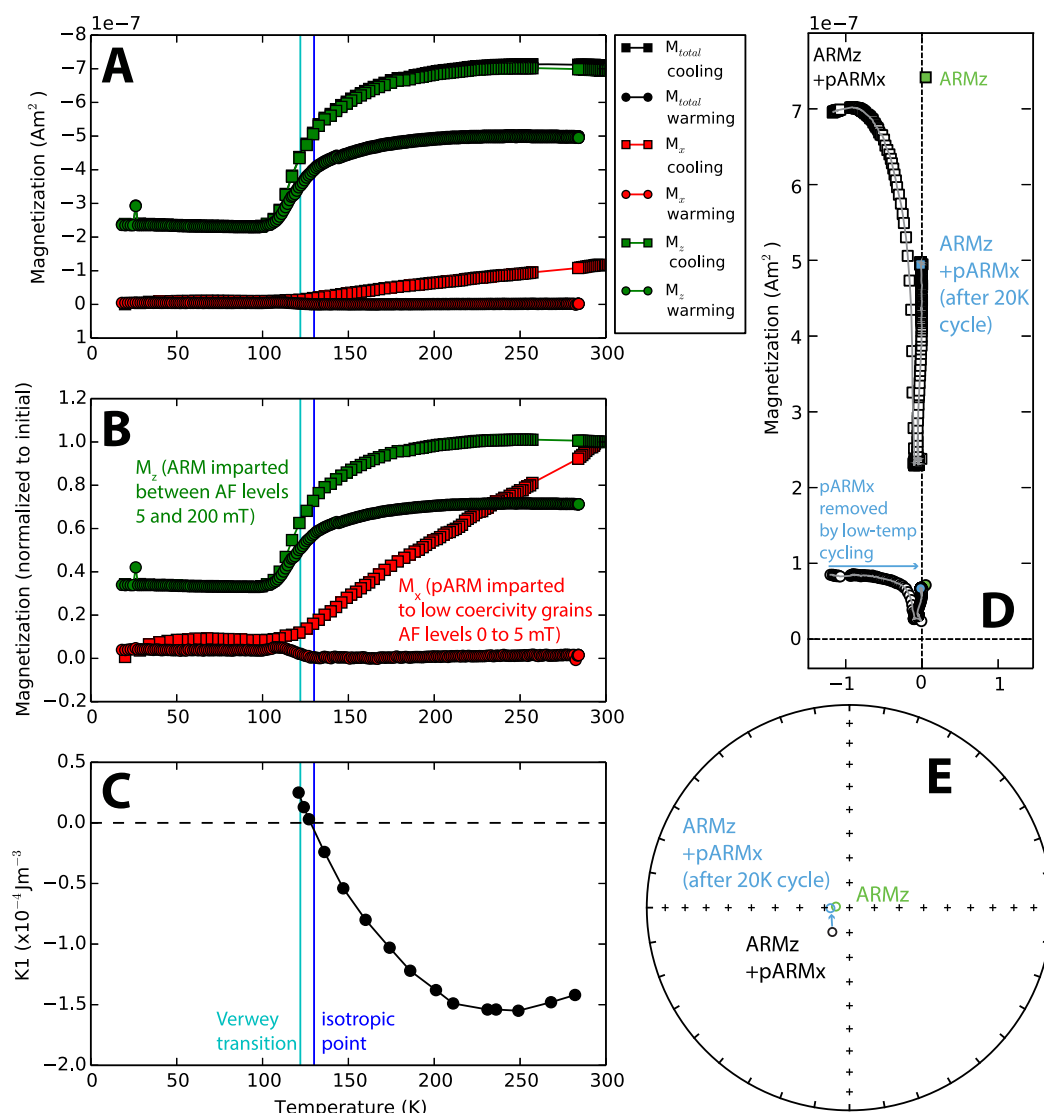 1e-7
−8
−7
−6
−5
−4
−3
−2
−1
0
1
Magnetization (Am²)
A
0 50 100 150 200 250 300
M_total
cooling
M_total
warming
M_x
cooling
M_x
warming
M_z
cooling
M_z
warming
1.2
1.0
0.8
0.6
0.4
0.2
0.0
−0.2
Magnetization (normalized to initial)
B
M_z (ARM imparted
between AF levels
5 and 200 mT)
M_x (pARM imparted
to low coercivity grains
AF levels 0 to 5 mT)
0 50 100 150 200 250 300
0.5
0.0
−0.5
−1.0
−1.5
−2.0
K1 (x10⁻⁴ Jm⁻³)
C
Verwey
transition
isotropic
point
0 50 100 150 200 250 300
Temperature (K)
1e-7
8
7
6
5
4
3
2
1
0
Magnetization (Am²)
ARMz
+pARMx
ARMz
ARMz
+pARMx
(after 20K
cycle)
pARMx
removed
by low-temp
cycling
D
−1 0 1
E
ARMz
+pARMx
(after 20K cycle)
ARMz
ARMz
+pARMx